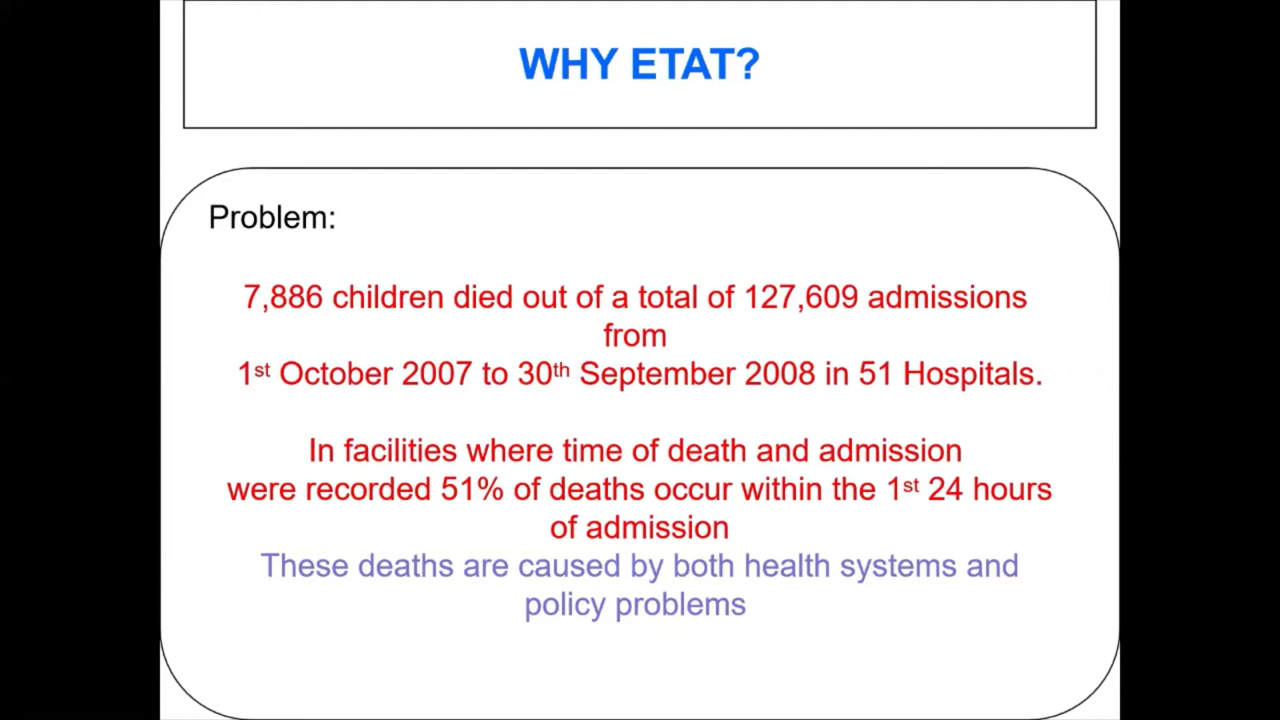 WHY ETAT?
Problem:
7,886 children died out of a total of 127,609 admissions
from
1st October 2007 to 30th September 2008 in 51 Hospitals.
In facilities where time of death and admission
were recorded 51% of deaths occur within the 1st 24 hours
of admission
These deaths are caused by both health systems and
policy problems